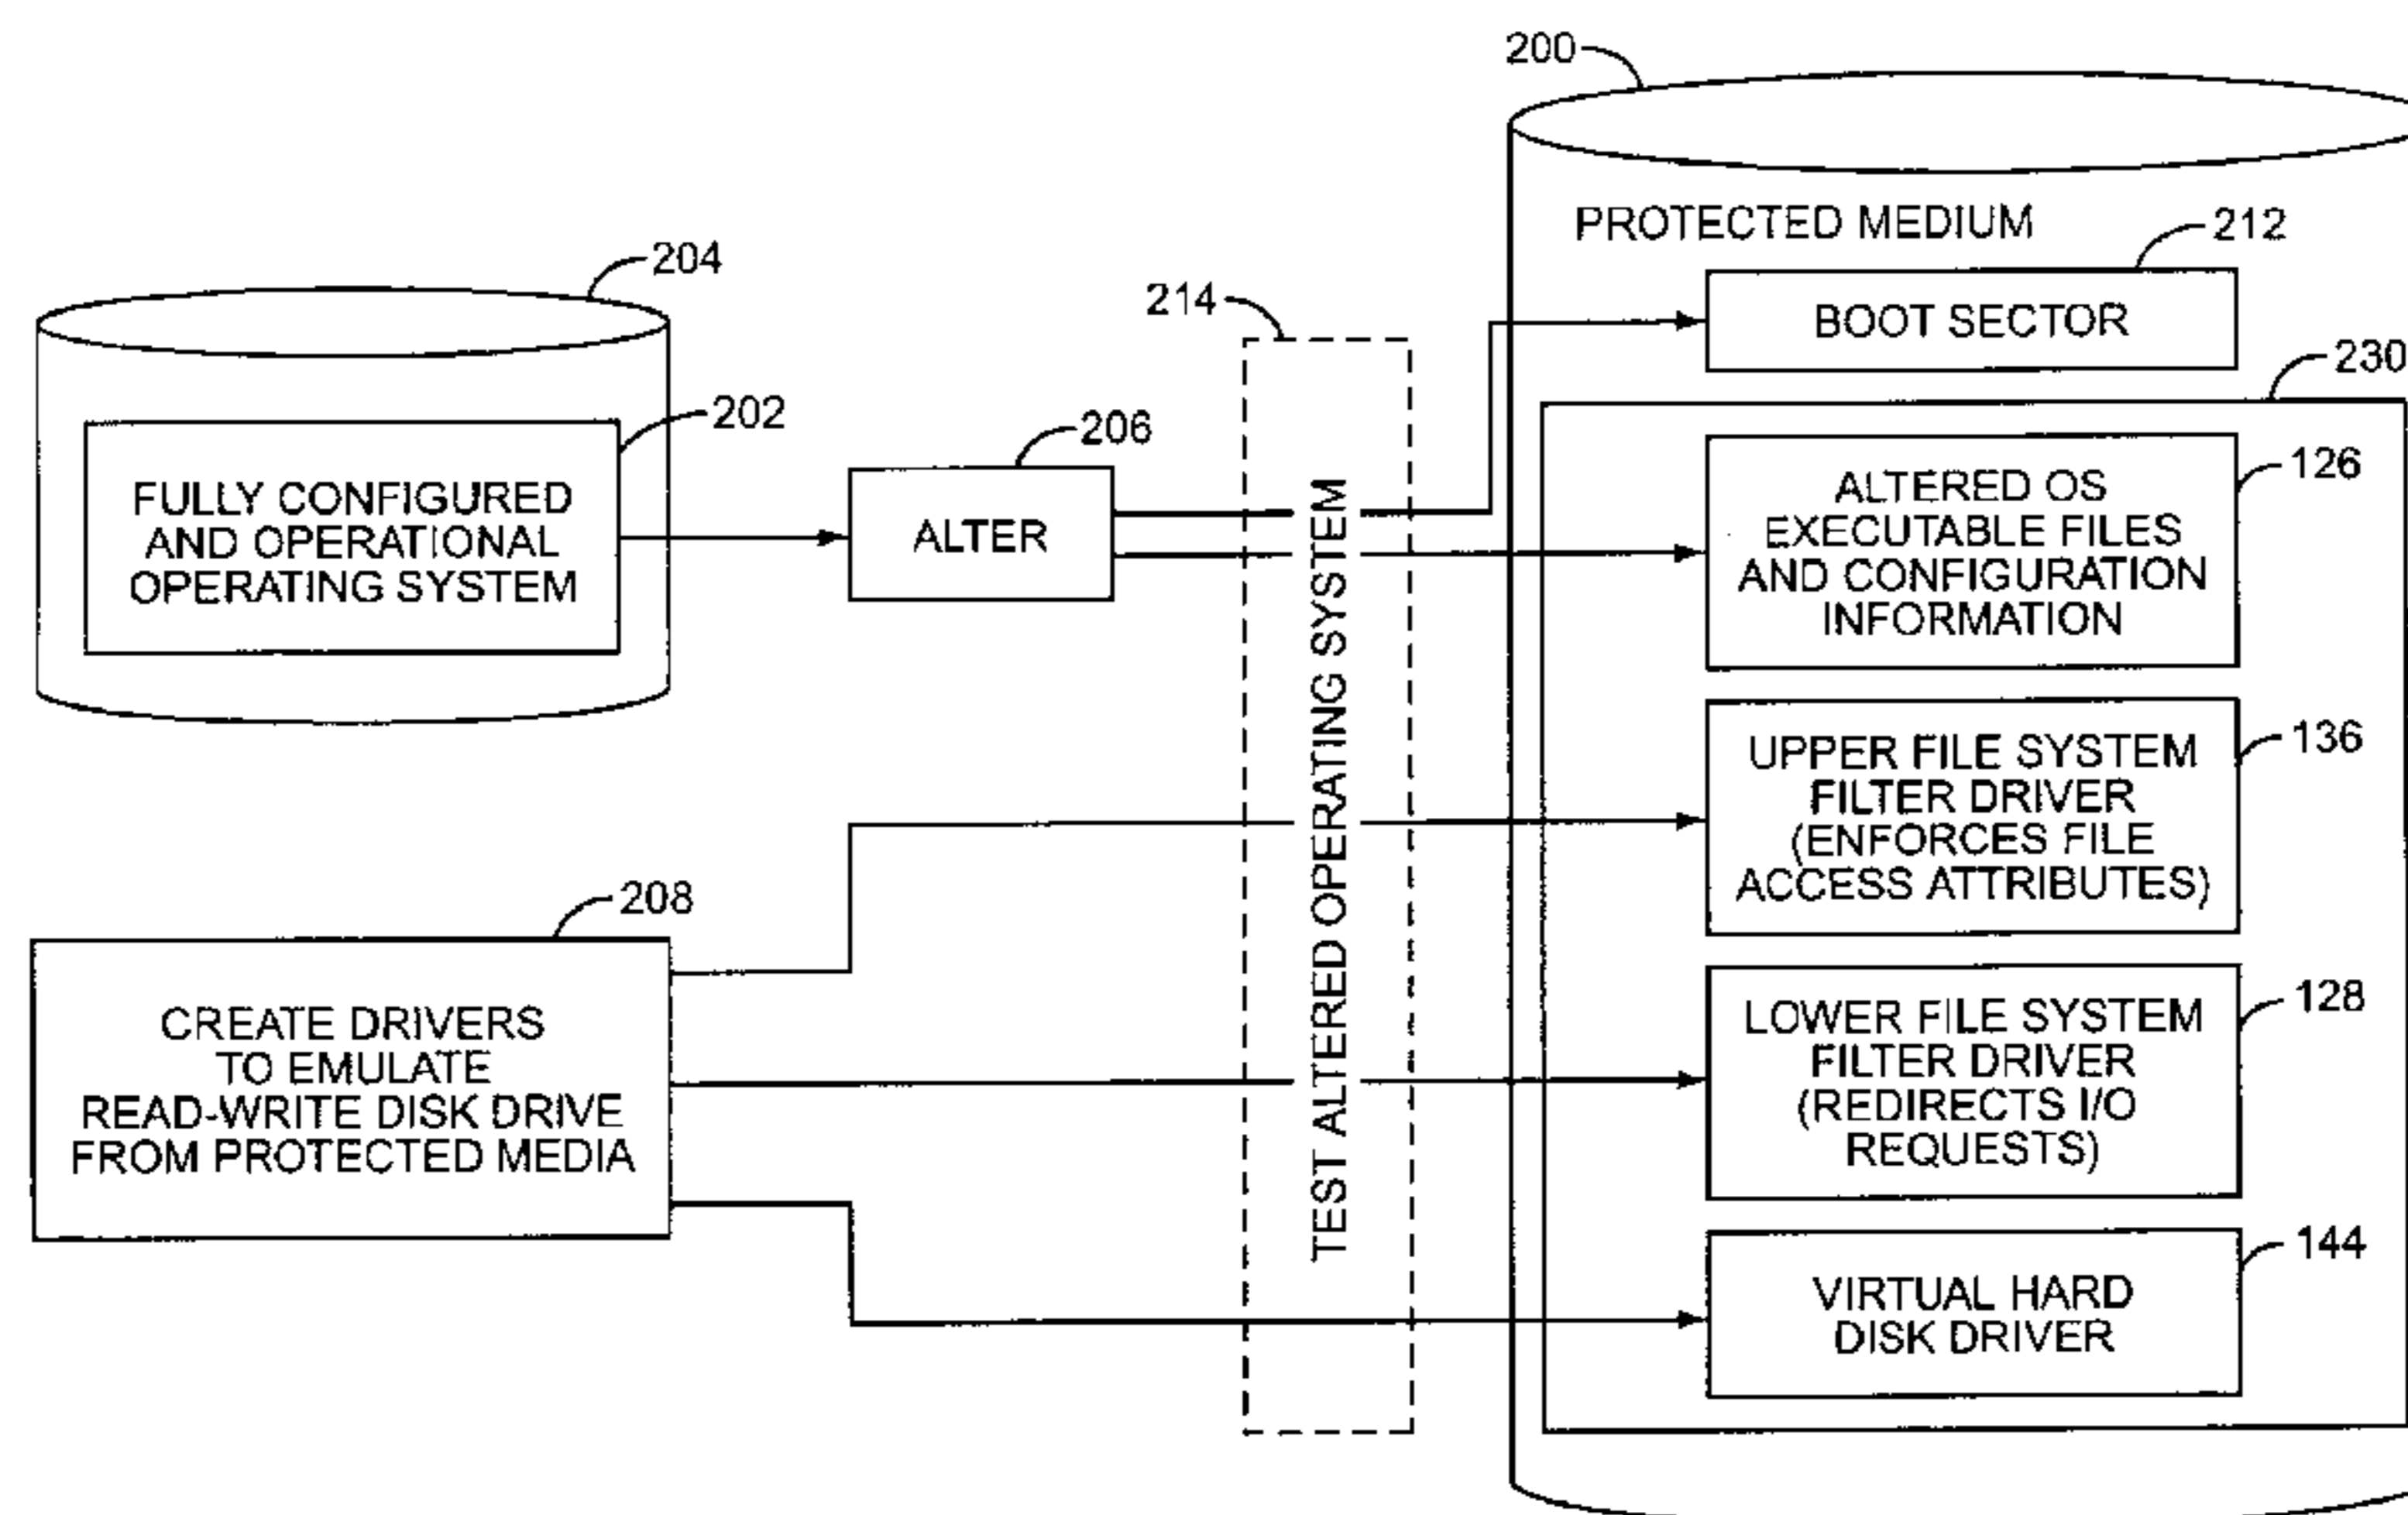 200
PROTECTED MEDIUM
212
BOOT SECTOR
204
202
FULLY CONFIGURED
AND OPERATIONAL
OPERATING SYSTEM
206
ALTER
214
TEST ALTERED OPERATING SYSTEM
230
126
ALTERED OS
EXECUTABLE FILES
AND CONFIGURATION
INFORMATION
136
UPPER FILE SYSTEM
FILTER DRIVER
(ENFORCES FILE
ACCESS ATTRIBUTES)
208
CREATE DRIVERS
TO EMULATE
READ-WRITE DISK DRIVE
FROM PROTECTED MEDIA
128
LOWER FILE SYSTEM
FILTER DRIVER
(REDIRECTS I/O
REQUESTS)
144
VIRTUAL HARD
DISK DRIVER